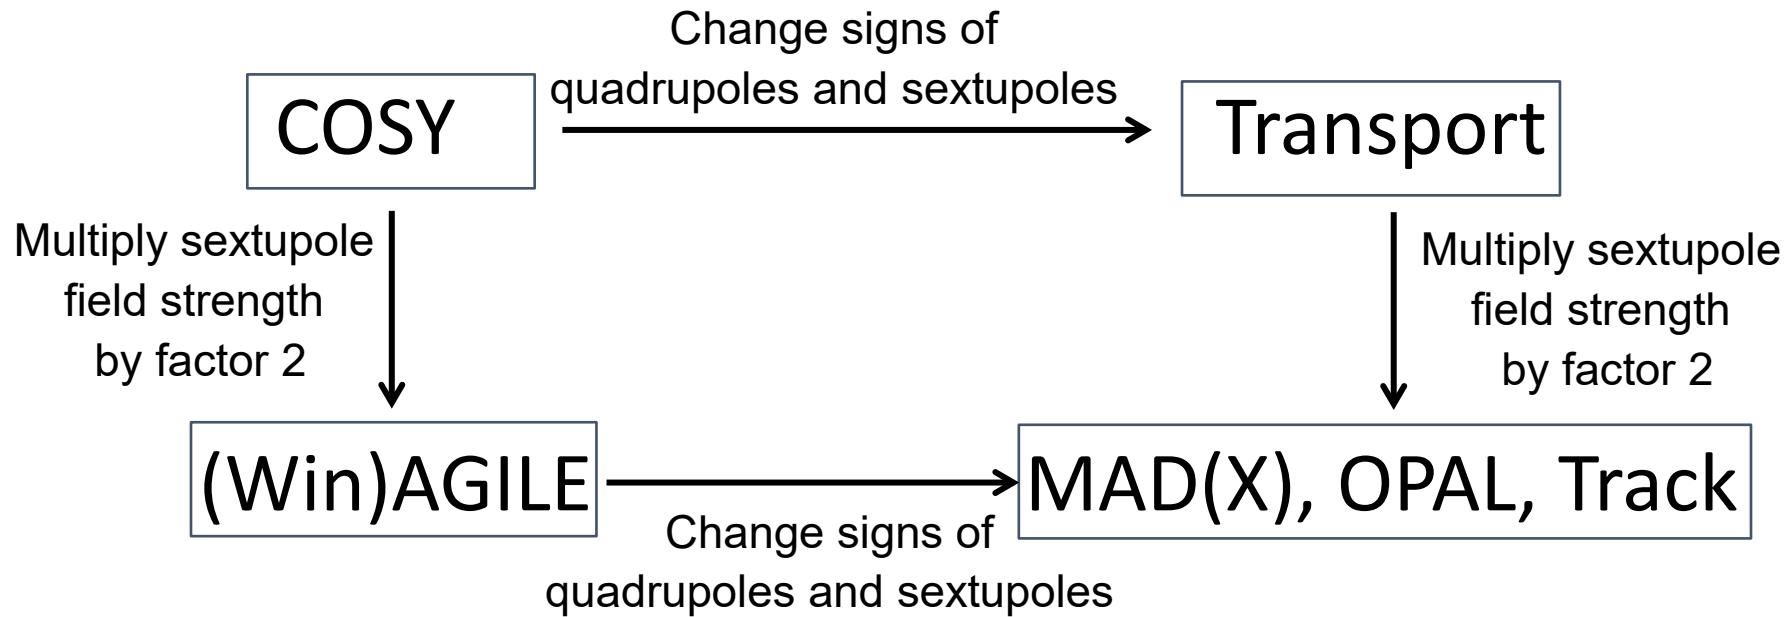 Change signs of
quadrupoles and sextupoles
COSY
Transport
Multiply sextupole
field strength
by factor 2
Multiply sextupole
field strength
by factor 2
(Win)AGILE
MAD(X), OPAL, Track
Change signs of
quadrupoles and sextupoles